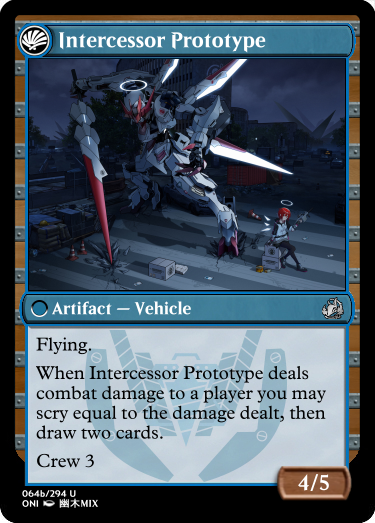 Intercessor Prototype
Artifact — Vehicle
Flying.
When Intercessor Prototype deals
combat damage to a player you may
scry equal to the damage dealt, then
draw two cards.
Crew 3
4/5
064b/294 U
ONI 幽木MIX